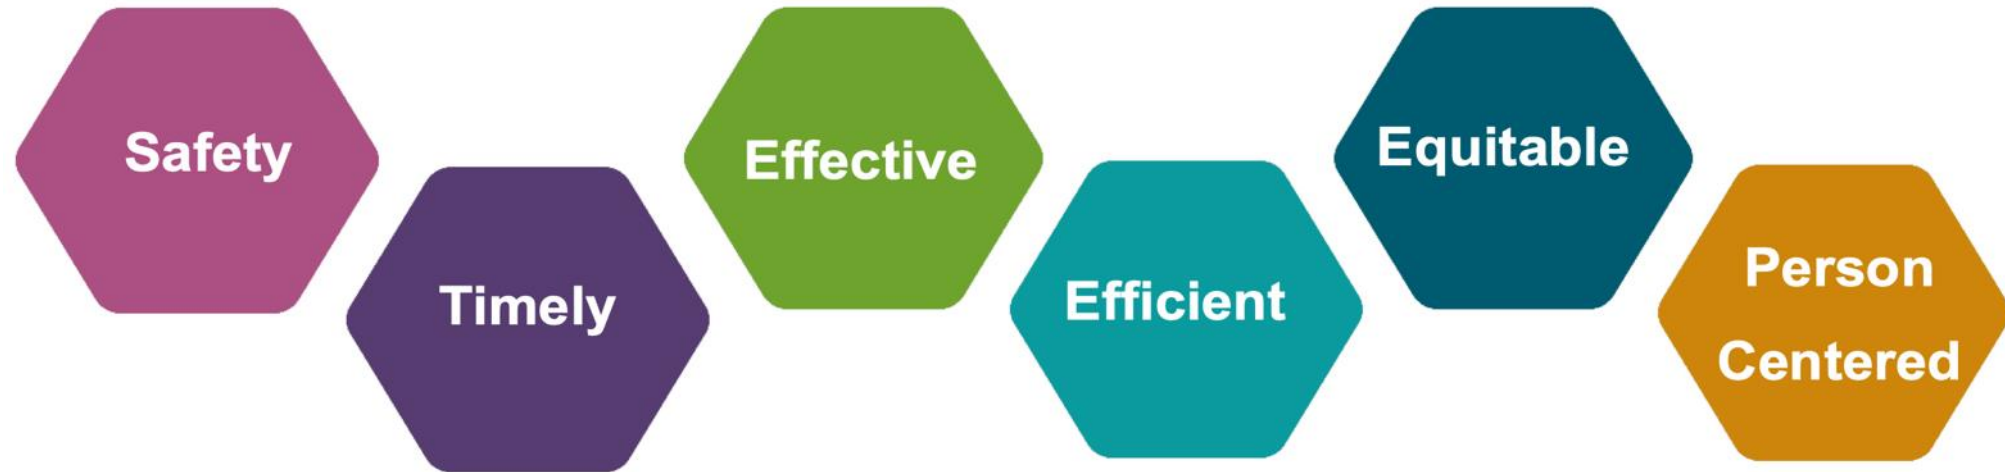 Safety
Timely
Effective
Efficient
Equitable
Person
Centered